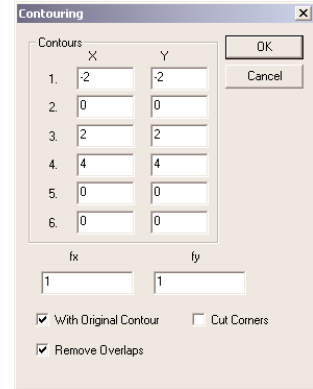 Contouring
Contours
X Y
OK
1. -2 -2
Cancel
2. 0 0
3. 2 2
4. 4 4
5. 0 0
6. 0 0
fx fy
1 1
With Original Contour Cut Corners
Remove Overlaps